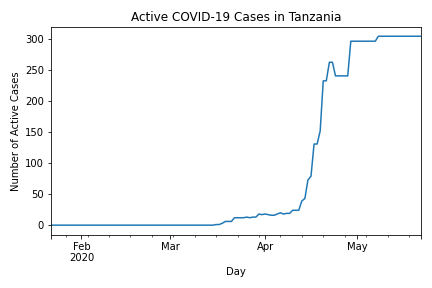 Active COVID-19 Cases in Tanzania
Number of Active Cases
300
250
200
150
100
50
0
Feb
2020
Mar
Apr
May
Day